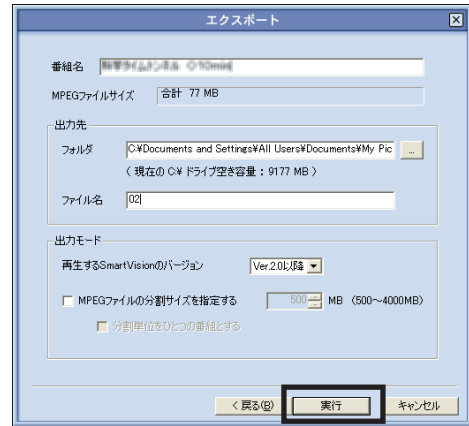 エクスポート
番組名
MPEGファイルサイズ 合計 77 MB
出力先
フォルダ C:¥Documents and Settings¥All Users¥Documents¥My Pic ...
( 現在の C:¥ ドライブ空き容量 : 9177 MB )
ファイル名 02
出力モード
再生するSmartVisionのバージョン Ver.2.0以降
MPEGファイルの分割サイズを指定する 500 MB (500～4000MB)
分割単位をひとつの番組とする
< 戻る(B) 実行 キャンセル